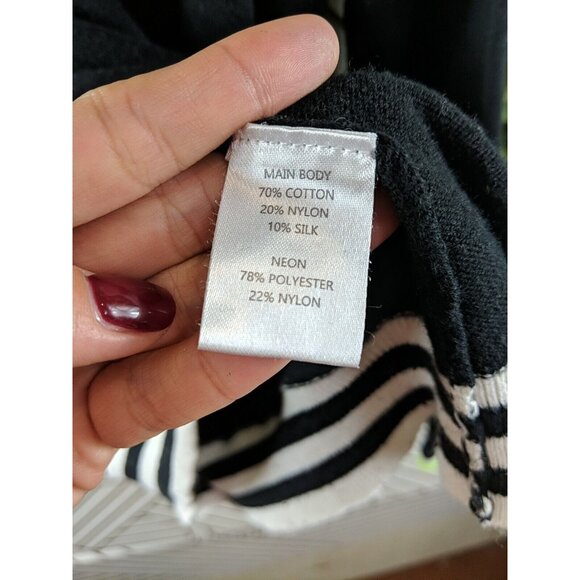 MAIN BODY
70% COTTON
20% NYLON
10% SILK
NEON
78% POLYESTER
22% NYLON